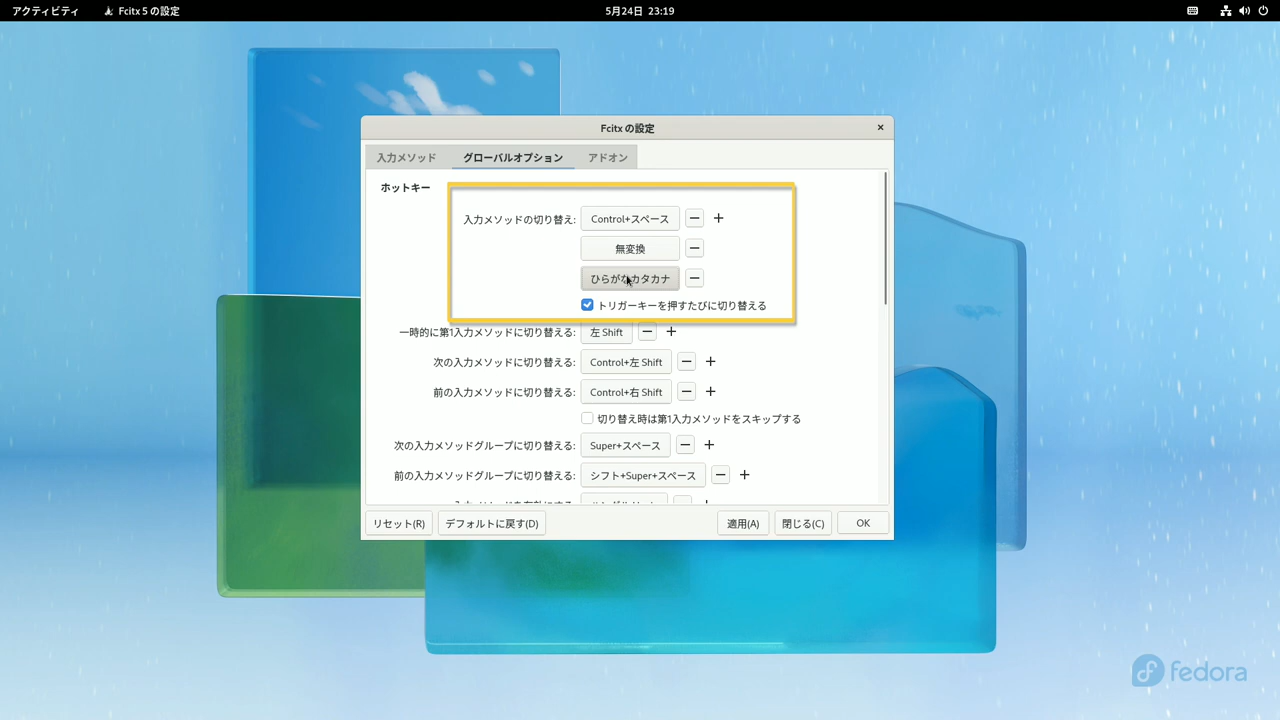 アクティビティ Fcitx 5 の設定 5月24日 23:19
Fcitx の設定
入力メソッド グローバルオプション アドオン
ホットキー
入力メソッドの切り替え: Control+スペース
無変換
ひらがなカタカナ
トリガーキーを押すたびに切り替える
一時的に第1入力メソッドに切り替える: 左 Shift
次の入力メソッドに切り替える: Control+左 Shift
前の入力メソッドに切り替える: Control+右 Shift
切り替え時は第1入力メソッドをスキップする
次の入力メソッドグループに切り替える: Super+スペース
前の入力メソッドグループに切り替える: シフト+Super+スペース
リセット(R) デフォルトに戻す(D) 適用(A) 閉じる(C) OK
fedora